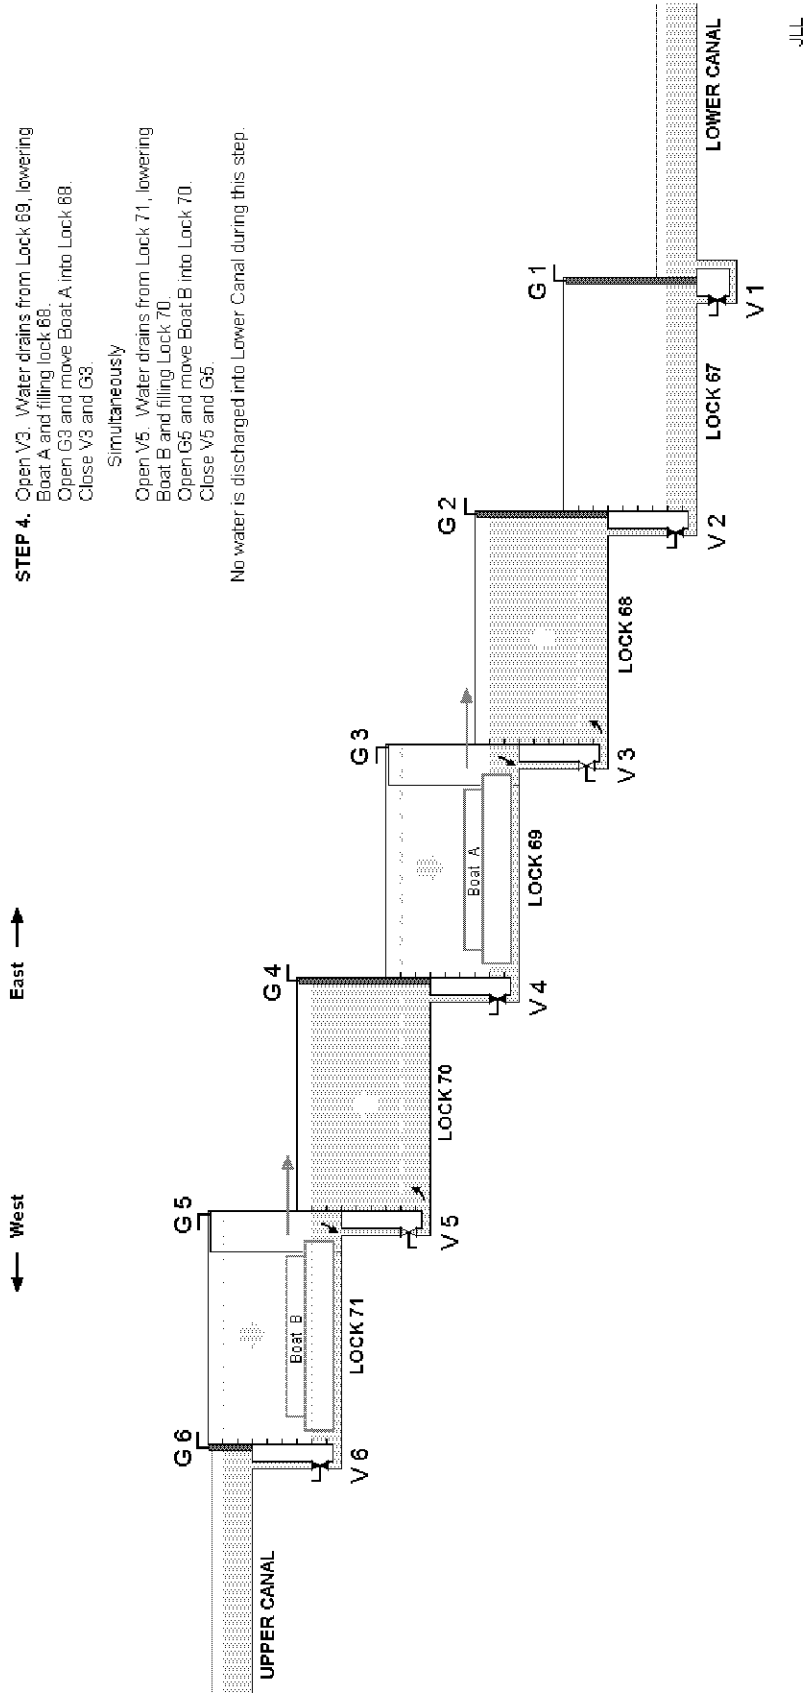 ← West East →
STEP 4. Open V3. Water drains from Lock 69, lowering
Boat A and filling lock 68.
Open G3 and move Boat A into Lock 68.
Close V3 and G3.
Simultaneously
Open V5. Water drains from Lock 71, lowering
Boat B and filling Lock 70.
Open G5 and move Boat B into Lock 70.
Close V5 and G5.
No water is discharged into Lower Canal during this step.
UPPER CANAL
G 6
V 6
Boat B
LOCK 71
G 5
V 5
LOCK 70
G 4
V 4
Boat A
LOCK 69
G 3
V 3
LOCK 68
G 2
V 2
LOCK 67
G 1
V 1
LOWER CANAL
JLL